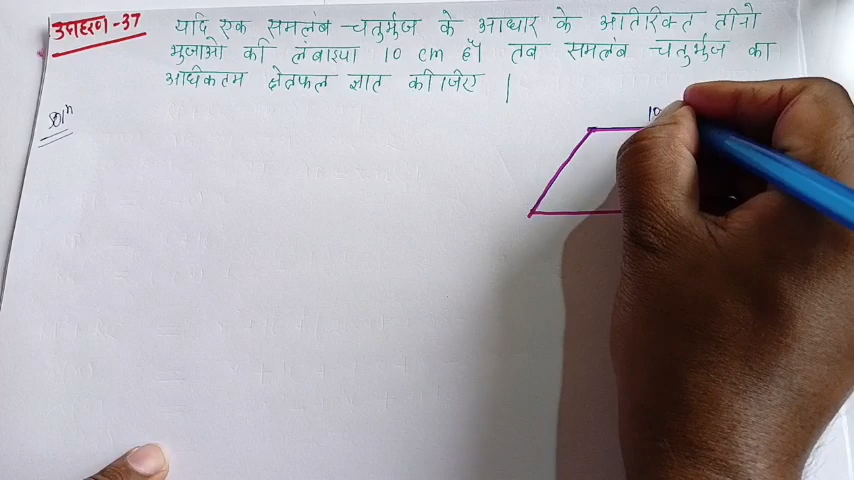 उदाहरण-37 यदि एक समलंब चतुर्भुज के आधार के अतिरिक्त तीनो
भुजाओ की लंबाइया 10 cm हैं। तब समलंब चतुर्भुज का
अधिकतम क्षेत्रफल ज्ञात कीजिए |
Solⁿ
10